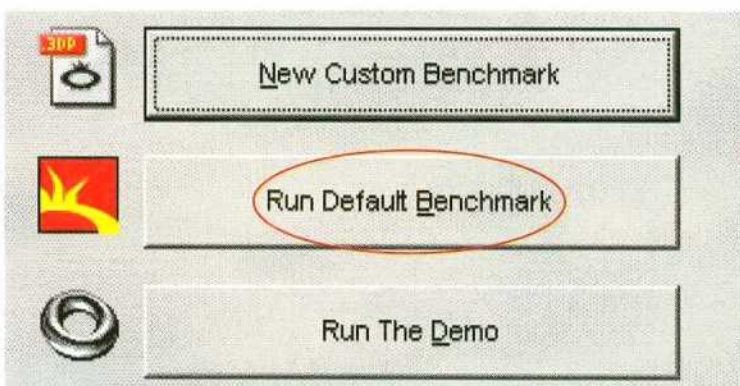 .3DP
New Custom Benchmark
Run Default Benchmark
Run The Demo